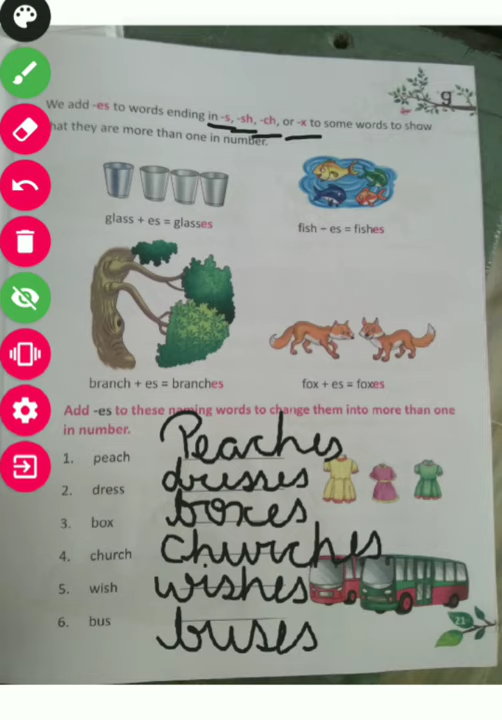 g
We add -es to words ending in -s, -sh, -ch, or -x to some words to show
hat they are more than one in number.
glass + es = glasses
fish - es = fishes
branch + es = branches
fox + es = foxes
Add -es to these naming words to change them into more than one
in number.
1. peach Peaches
2. dress dresses
3. box boxes
4. church Churches
5. wish wishes
6. bus buses
21